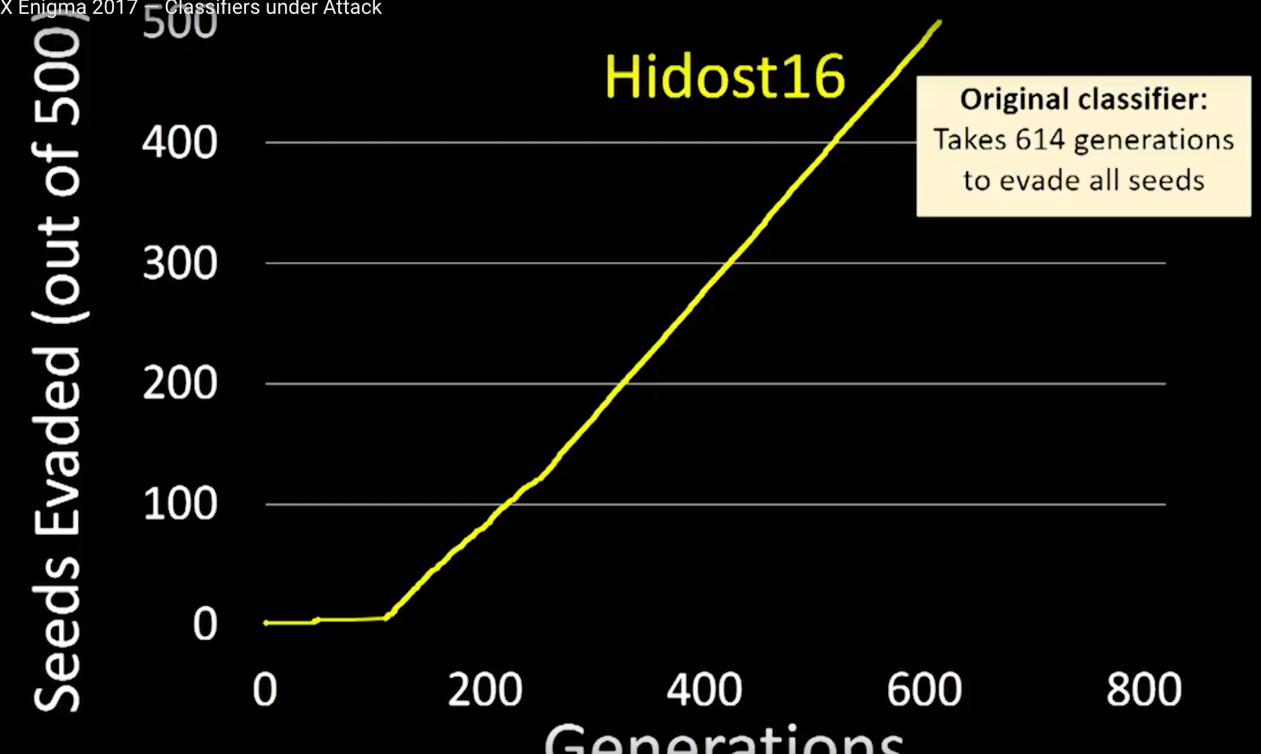 X Enigma 2017 — Classifiers under Attack
Seeds Evaded (out of 500)
500
400
300
200
100
0
Hidost16
Original classifier:
Takes 614 generations
to evade all seeds
0 200 400 600 800
Generations